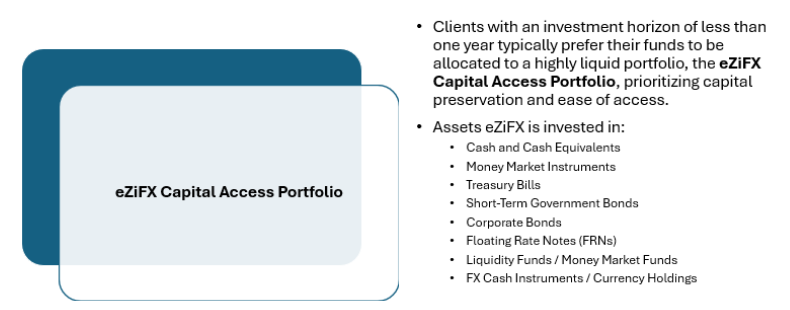 eZiFX Capital Access Portfolio
• Clients with an investment horizon of less than
one year typically prefer their funds to be
allocated to a highly liquid portfolio, the eZiFX
Capital Access Portfolio, prioritizing capital
preservation and ease of access.
• Assets eZiFX is invested in:
• Cash and Cash Equivalents
• Money Market Instruments
• Treasury Bills
• Short-Term Government Bonds
• Corporate Bonds
• Floating Rate Notes (FRNs)
• Liquidity Funds / Money Market Funds
• FX Cash Instruments / Currency Holdings